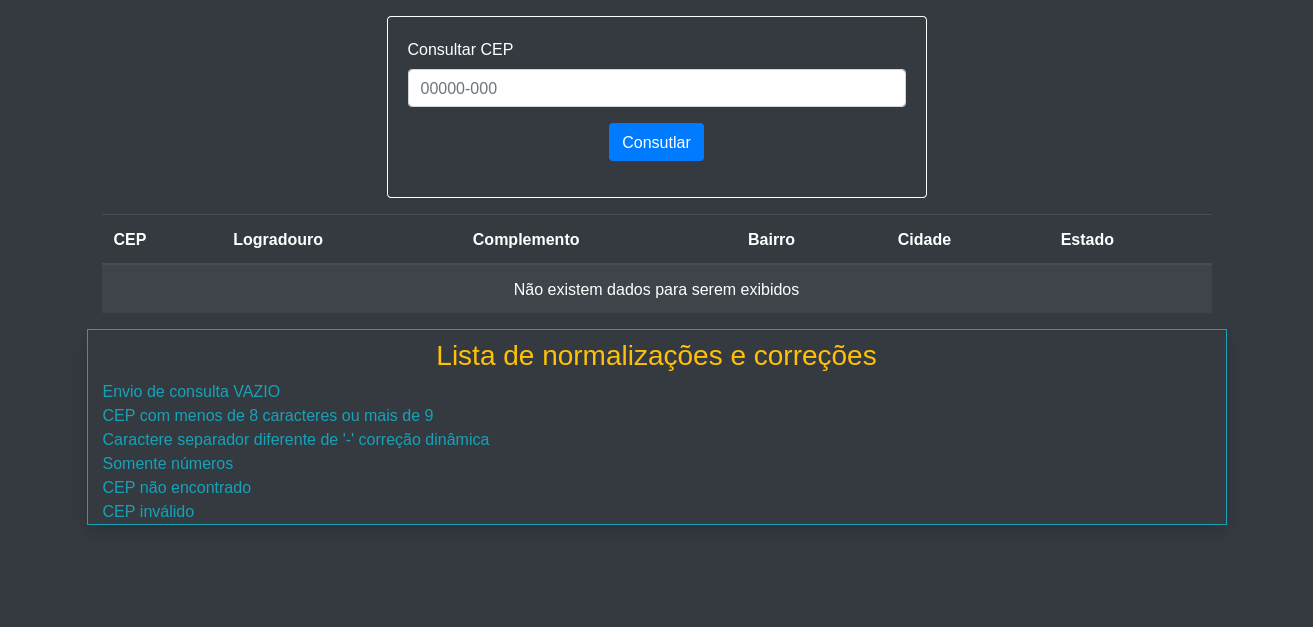 Consultar CEP
00000-000
Consutlar
CEP Logradouro Complemento Bairro Cidade Estado
Não existem dados para serem exibidos
Lista de normalizações e correções
Envio de consulta VAZIO
CEP com menos de 8 caracteres ou mais de 9
Caractere separador diferente de '-' correção dinâmica
Somente números
CEP não encontrado
CEP inválido